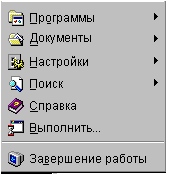 Программы
Документы
Настройки
Поиск
Справка
Выполнить...
Завершение работы